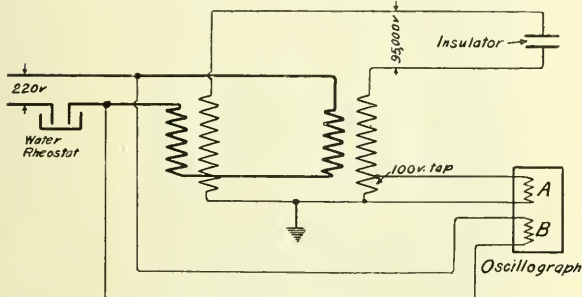 95,000v
Insulator
220v
Water
Rheostat
100v. tap
A
B
Oscillograph